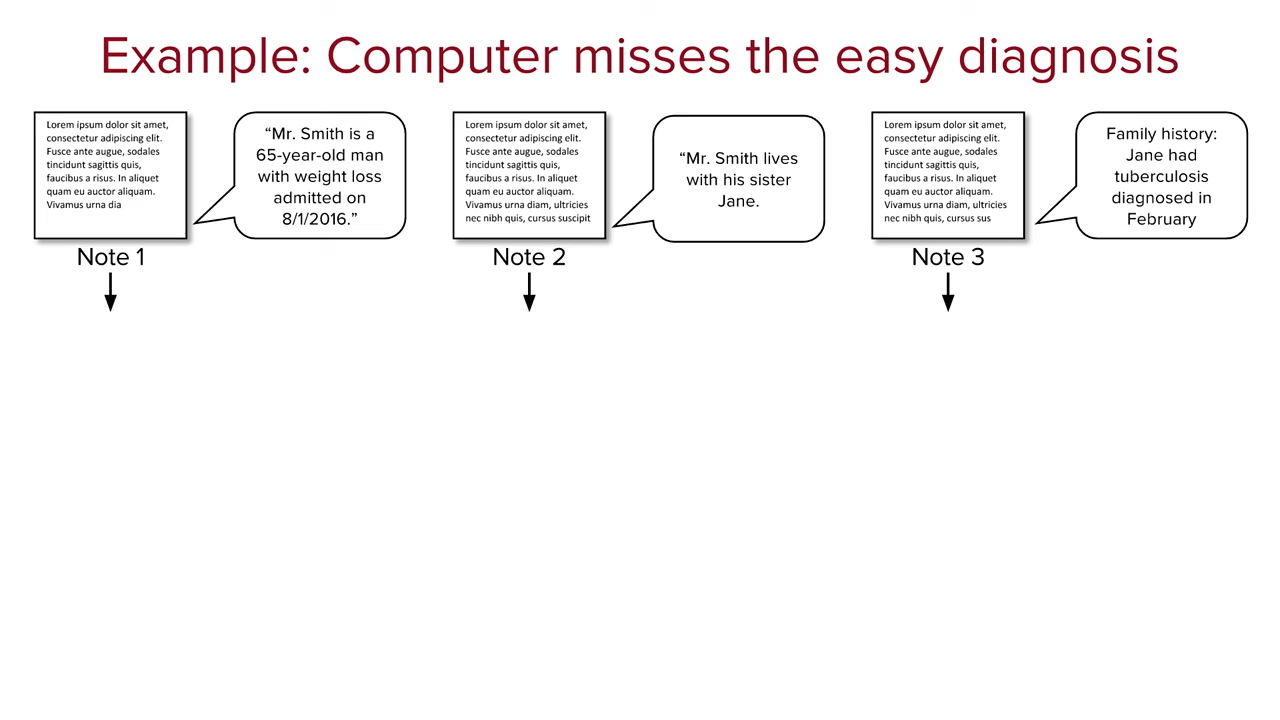 Example: Computer misses the easy diagnosis
Lorem ipsum dolor sit amet,
consectetur adipiscing elit.
Fusce ante augue, sodales
tincidunt sagittis quis,
faucibus a risus. In aliquet
quam eu auctor aliquam.
Vivamus urna dia
“Mr. Smith is a
65-year-old man
with weight loss
admitted on
8/1/2016.”
Note 1
Lorem ipsum dolor sit amet,
consectetur adipiscing elit.
Fusce ante augue, sodales
tincidunt sagittis quis,
faucibus a risus. In aliquet
quam eu auctor aliquam.
Vivamus urna diam, ultricies
nec nibh quis, cursus suscipit
“Mr. Smith lives
with his sister
Jane.
Note 2
Lorem ipsum dolor sit amet,
consectetur adipiscing elit.
Fusce ante augue, sodales
tincidunt sagittis quis,
faucibus a risus. In aliquet
quam eu auctor aliquam.
Vivamus urna diam, ultricies
nec nibh quis, cursus sus
Family history:
Jane had
tuberculosis
diagnosed in
February
Note 3